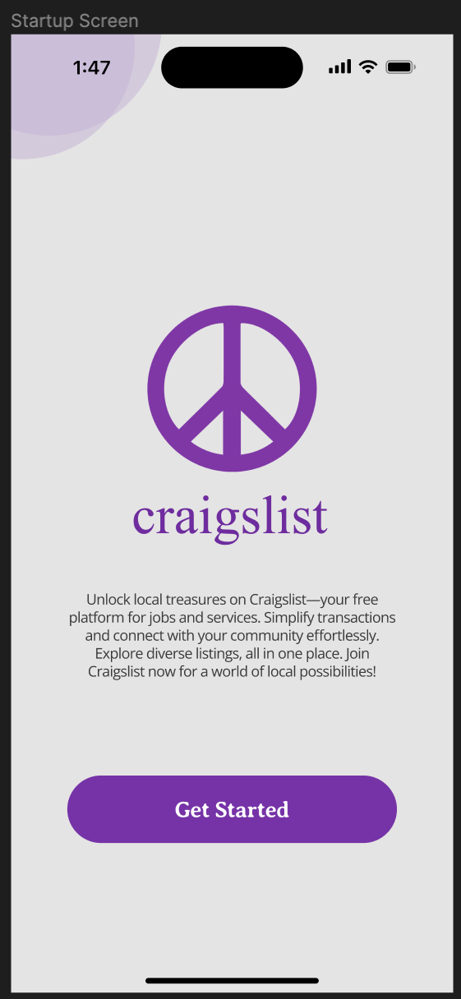 Startup Screen
1:47
craigslist
Unlock local treasures on Craigslist—your free
platform for jobs and services. Simplify transactions
and connect with your community effortlessly.
Explore diverse listings, all in one place. Join
Craigslist now for a world of local possibilities!
Get Started